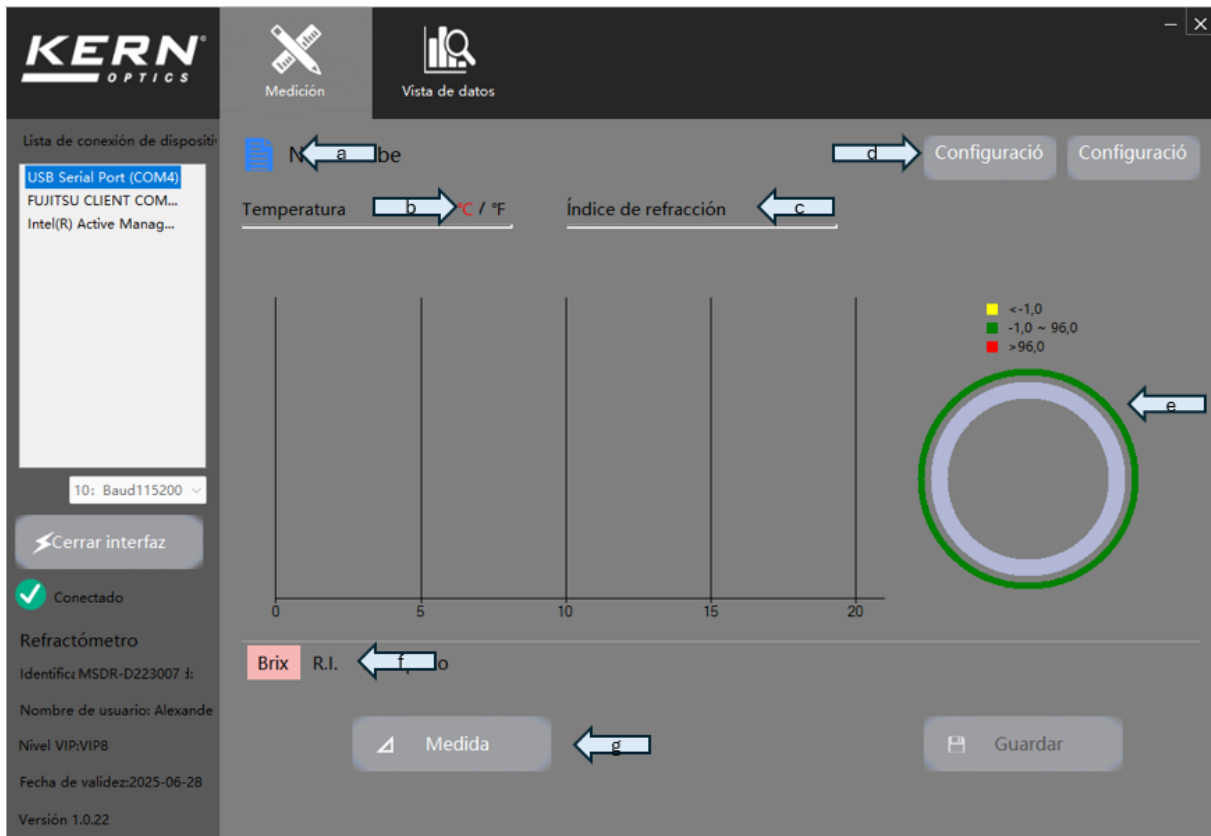 KERN
OPTICS
Medición
Vista de datos
Lista de conexión de dispositi
USB Serial Port (COM4)
FUJITSU CLIENT COM...
Intel(R) Active Manag...
10: Baud115200
Cerrar interfaz
Conectado
Refractómetro
Identifica MSDR-D223007
Nombre de usuario: Alexande
Nivel VIP:VIP8
Fecha de validez:2025-06-28
Versión 1.0.22
a
be
d
Configuració
Configuració
Temperatura
b
°C / °F
Índice de refracción
c
<-1,0
-1,0 ~ 96,0
>96,0
e
0 5 10 15 20
Brix R.I. f
Medida
g
Guardar